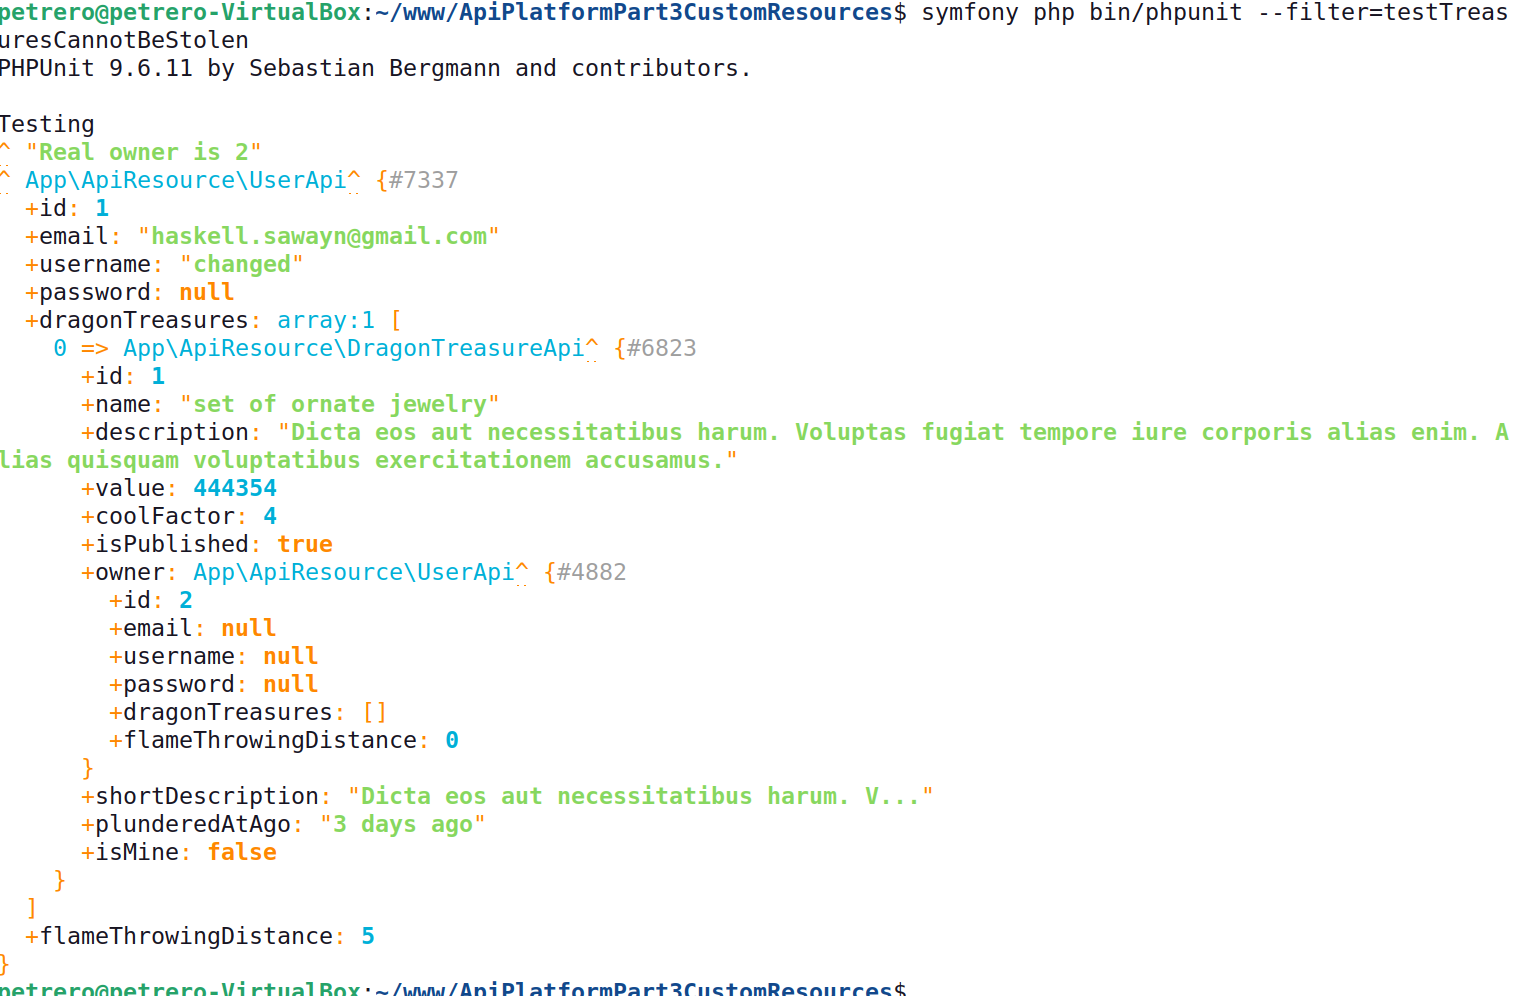 petrero@petrero-VirtualBox:~/www/ApiPlatformPart3CustomResources$ symfony php bin/phpunit --filter=testTreas
uresCannotBeStolen
PHPUnit 9.6.11 by Sebastian Bergmann and contributors.
Testing
^ "Real owner is 2"
^ App\ApiResource\UserApi^ {#7337
  +id: 1
  +email: "haskell.sawayn@gmail.com"
  +username: "changed"
  +password: null
  +dragonTreasures: array:1 [
    0 => App\ApiResource\DragonTreasureApi^ {#6823
      +id: 1
      +name: "set of ornate jewelry"
      +description: "Dicta eos aut necessitatibus harum. Voluptas fugiat tempore iure corporis alias enim. A
lias quisquam voluptatibus exercitationem accusamus."
      +value: 444354
      +coolFactor: 4
      +isPublished: true
      +owner: App\ApiResource\UserApi^ {#4882
        +id: 2
        +email: null
        +username: null
        +password: null
        +dragonTreasures: []
        +flameThrowingDistance: 0
      }
      +shortDescription: "Dicta eos aut necessitatibus harum. V..."
      +plunderedAtAgo: "3 days ago"
      +isMine: false
    }
  ]
  +flameThrowingDistance: 5
}
petrero@petrero-VirtualBox:~/www/ApiPlatformPart3CustomResources$